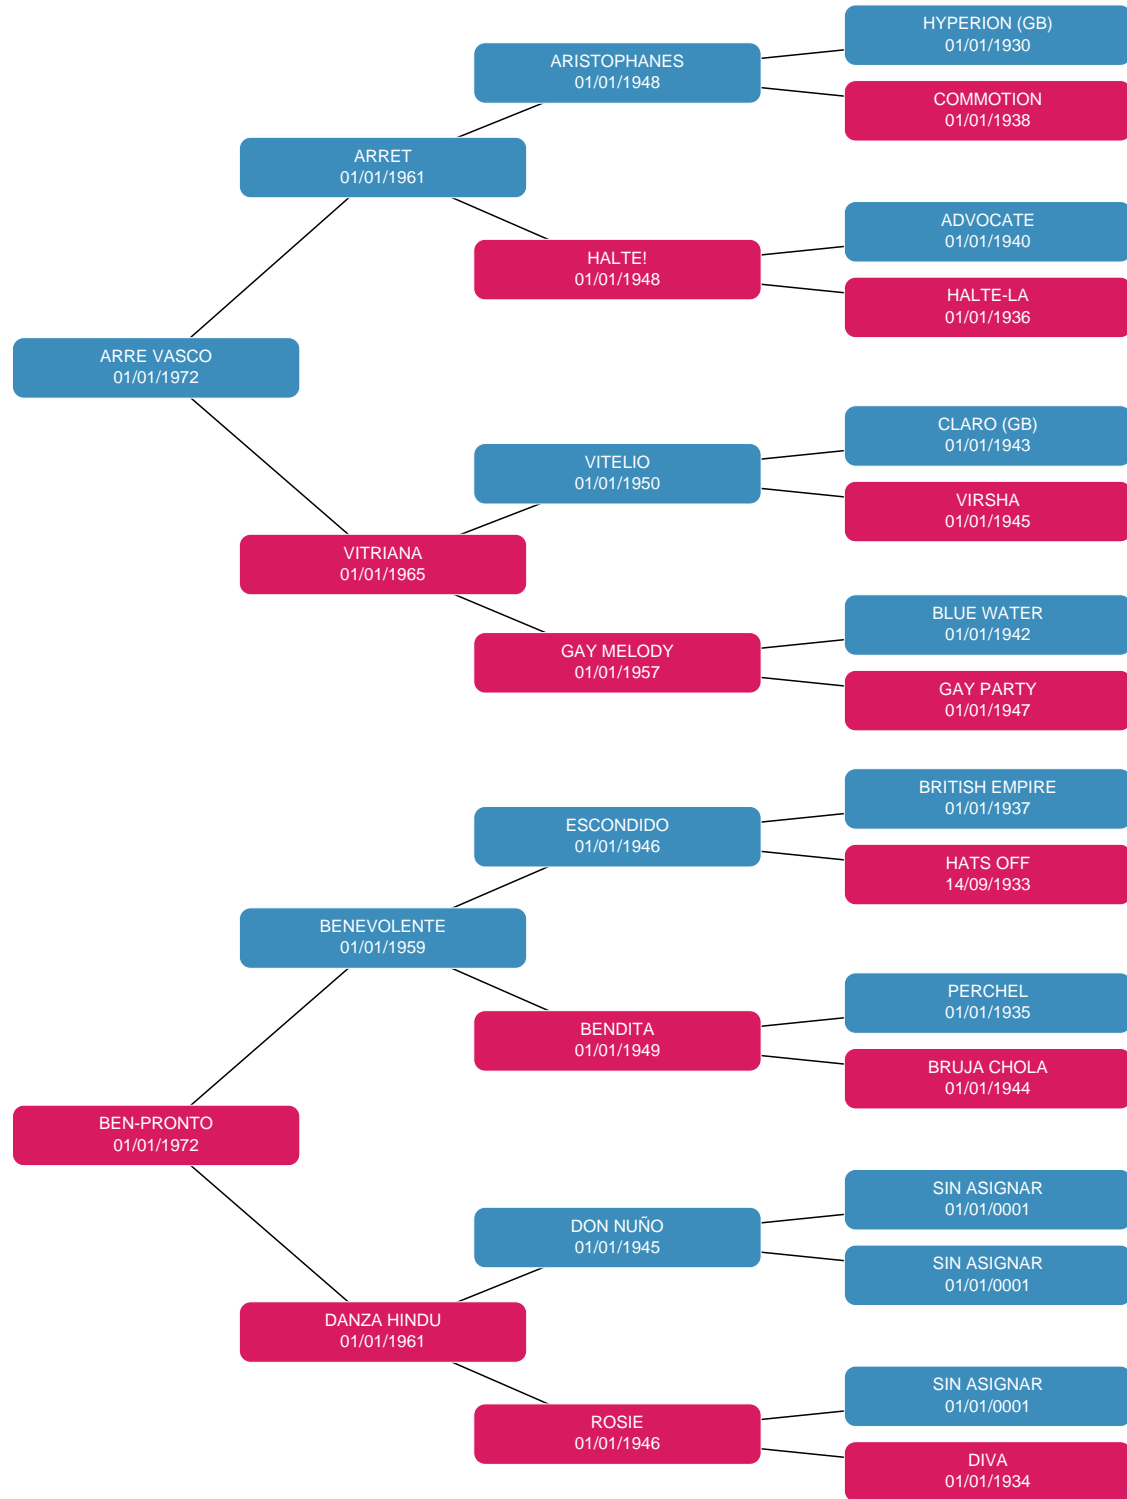 HYPERION (GB)
01/01/1930
ARISTOPHANES
01/01/1948
COMMOTION
01/01/1938
ARRET
01/01/1961
ADVOCATE
01/01/1940
HALTE!
01/01/1948
HALTE-LA
01/01/1936
ARRE VASCO
01/01/1972
CLARO (GB)
01/01/1943
VITELIO
01/01/1950
VIRSHA
01/01/1945
VITRIANA
01/01/1965
BLUE WATER
01/01/1942
GAY MELODY
01/01/1957
GAY PARTY
01/01/1947
BRITISH EMPIRE
01/01/1937
ESCONDIDO
01/01/1946
HATS OFF
14/09/1933
BENEVOLENTE
01/01/1959
PERCHEL
01/01/1935
BENDITA
01/01/1949
BRUJA CHOLA
01/01/1944
BEN-PRONTO
01/01/1972
SIN ASIGNAR
01/01/0001
DON NUÑO
01/01/1945
SIN ASIGNAR
01/01/0001
DANZA HINDU
01/01/1961
SIN ASIGNAR
01/01/0001
ROSIE
01/01/1946
DIVA
01/01/1934